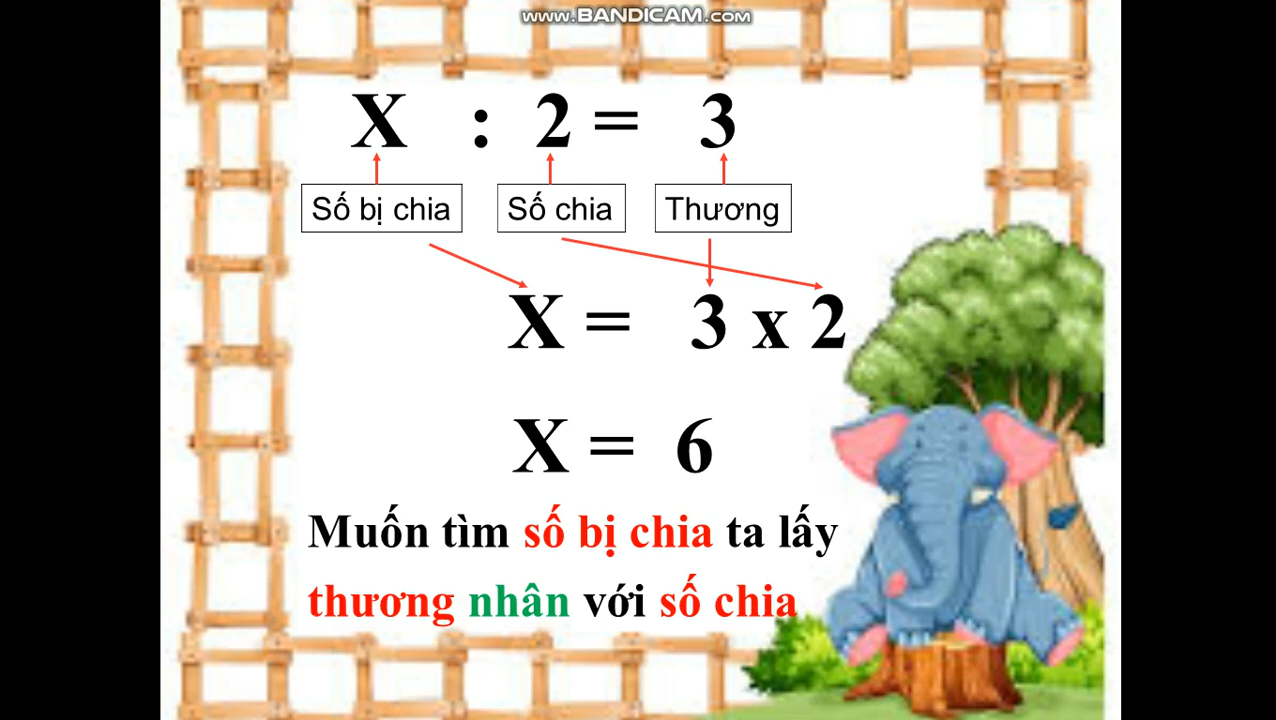 www.BANDICAM.com
X : 2 = 3
Số bị chia Số chia Thương
X = 3 x 2
X = 6
Muốn tìm số bị chia ta lấy
thương nhân với số chia